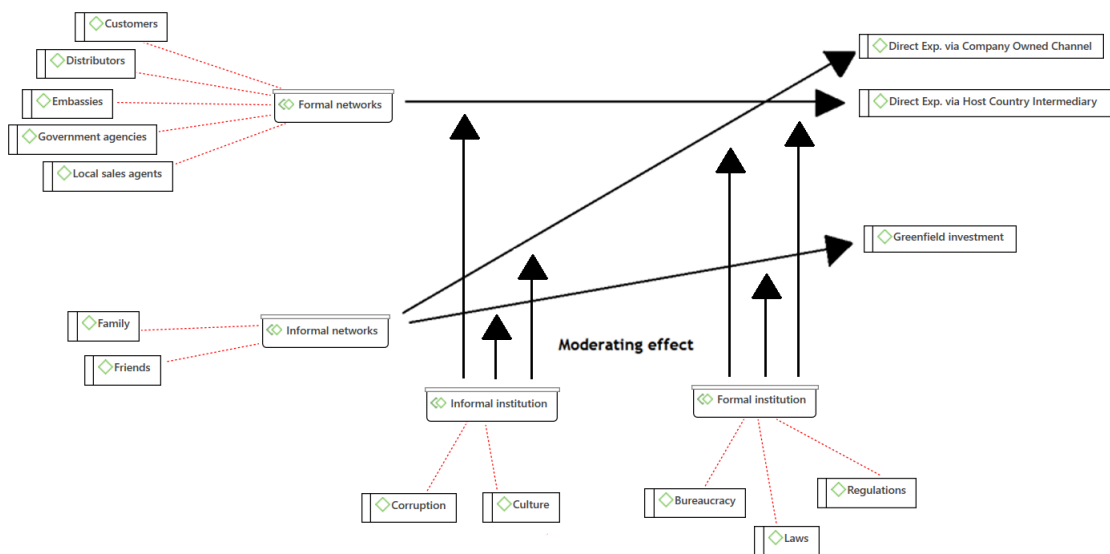 Customers
Direct Exp. via Company Owned Channel
Distributors
Embassies
Formal networks
Direct Exp. via Host Country Intermediary
Government agencies
Local sales agents
Greenfield investment
Family
Informal networks
Friends
Moderating effect
Informal institution
Formal institution
Corruption
Culture
Bureaucracy
Regulations
Laws